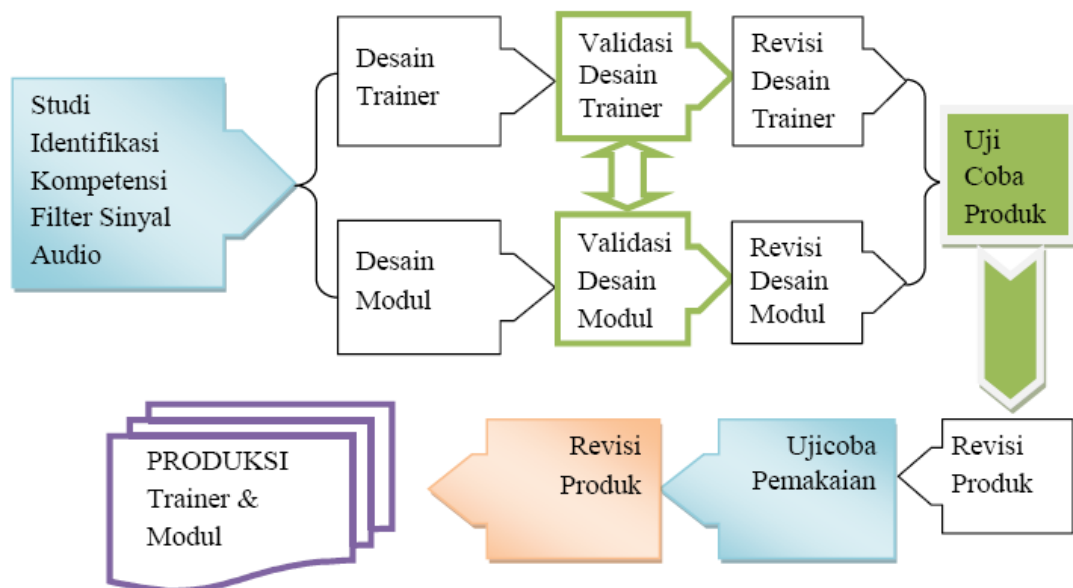 Studi
Identifikasi
Kompetensi
Filter Sinyal
Audio
Desain
Trainer
Validasi
Desain
Trainer
Revisi
Desain
Trainer
Desain
Modul
Validasi
Desain
Modul
Revisi
Desain
Modul
Uji
Coba
Produk
Revisi
Produk
Ujicoba
Pemakaian
Revisi
Produk
PRODUKSI
Trainer &
Modul